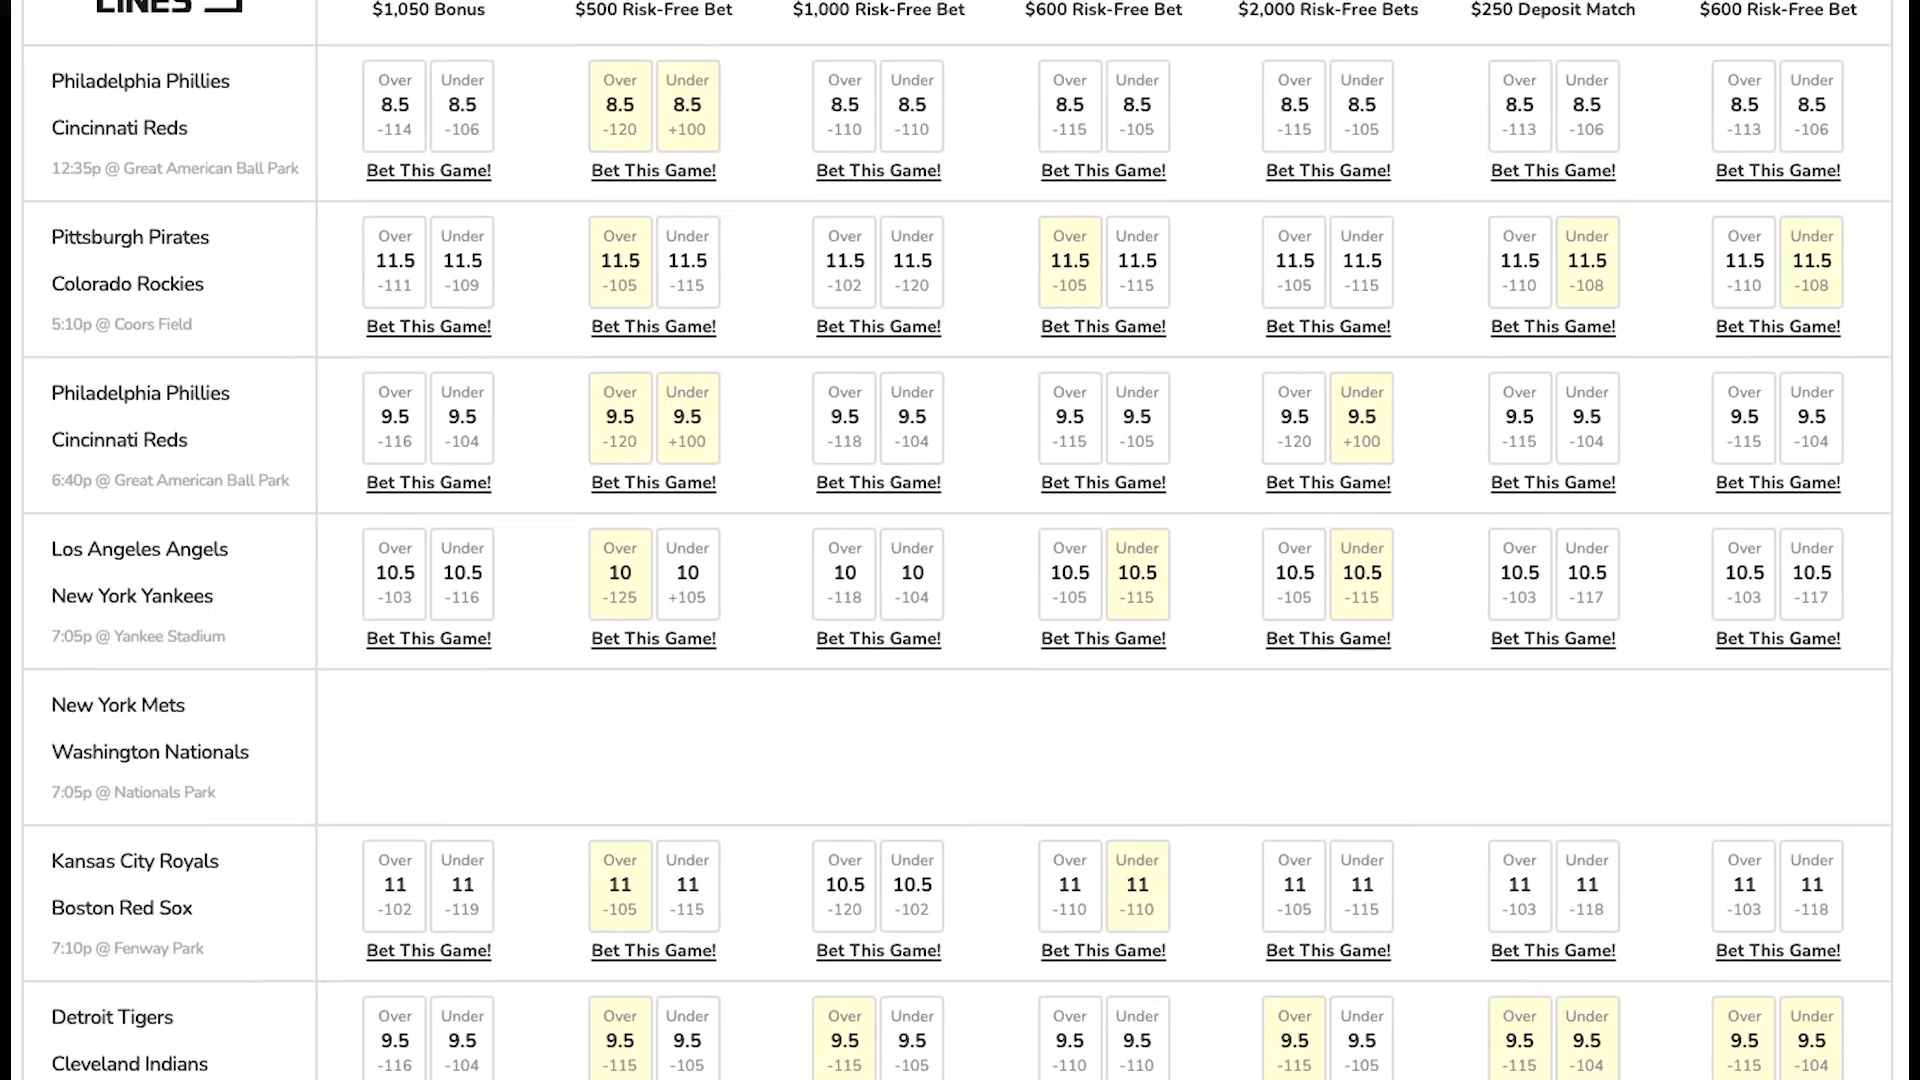 LINES
$1,050 Bonus $500 Risk-Free Bet $1,000 Risk-Free Bet $600 Risk-Free Bet $2,000 Risk-Free Bets $250 Deposit Match $600 Risk-Free Bet
Philadelphia Phillies
Cincinnati Reds
12:35p @ Great American Ball Park
Over Under Over Under Over Under Over Under Over Under Over Under Over Under
8.5 8.5 8.5 8.5 8.5 8.5 8.5 8.5 8.5 8.5 8.5 8.5 8.5 8.5
-114 -106 -120 +100 -110 -110 -115 -105 -115 -105 -113 -106 -113 -106
Bet This Game! Bet This Game! Bet This Game! Bet This Game! Bet This Game! Bet This Game! Bet This Game!
Pittsburgh Pirates
Colorado Rockies
5:10p @ Coors Field
Over Under Over Under Over Under Over Under Over Under Over Under Over Under
11.5 11.5 11.5 11.5 11.5 11.5 11.5 11.5 11.5 11.5 11.5 11.5 11.5 11.5
-111 -109 -105 -115 -102 -120 -105 -115 -105 -115 -110 -108 -110 -108
Bet This Game! Bet This Game! Bet This Game! Bet This Game! Bet This Game! Bet This Game! Bet This Game!
Philadelphia Phillies
Cincinnati Reds
6:40p @ Great American Ball Park
Over Under Over Under Over Under Over Under Over Under Over Under Over Under
9.5 9.5 9.5 9.5 9.5 9.5 9.5 9.5 9.5 9.5 9.5 9.5 9.5 9.5
-116 -104 -120 +100 -118 -104 -115 -105 -120 +100 -115 -104 -115 -104
Bet This Game! Bet This Game! Bet This Game! Bet This Game! Bet This Game! Bet This Game! Bet This Game!
Los Angeles Angels
New York Yankees
7:05p @ Yankee Stadium
Over Under Over Under Over Under Over Under Over Under Over Under Over Under
10.5 10.5 10 10 10 10 10.5 10.5 10.5 10.5 10.5 10.5 10.5 10.5
-103 -116 -125 +105 -118 -104 -105 -115 -105 -115 -103 -117 -103 -117
Bet This Game! Bet This Game! Bet This Game! Bet This Game! Bet This Game! Bet This Game! Bet This Game!
New York Mets
Washington Nationals
7:05p @ Nationals Park
Kansas City Royals
Boston Red Sox
7:10p @ Fenway Park
Over Under Over Under Over Under Over Under Over Under Over Under Over Under
11 11 11 11 10.5 10.5 11 11 11 11 11 11 11 11
-102 -119 -105 -115 -120 -102 -110 -110 -105 -115 -103 -118 -103 -118
Bet This Game! Bet This Game! Bet This Game! Bet This Game! Bet This Game! Bet This Game! Bet This Game!
Detroit Tigers
Cleveland Indians
Over Under Over Under Over Under Over Under Over Under Over Under Over Under
9.5 9.5 9.5 9.5 9.5 9.5 9.5 9.5 9.5 9.5 9.5 9.5 9.5 9.5
-116 -104 -115 -105 -115 -105 -110 -110 -115 -105 -115 -104 -115 -104